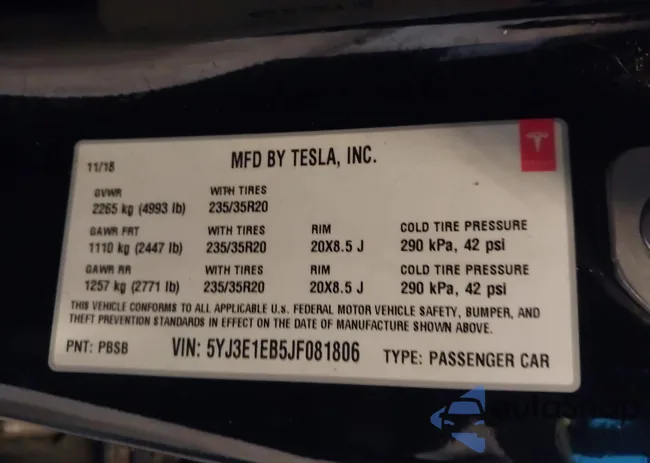 MFD BY TESLA, INC.
11/18
GVWR WITH TIRES
2265 kg (4993 lb) 235/35R20
GAWR FRT WITH TIRES RIM COLD TIRE PRESSURE
1110 kg (2447 lb) 235/35R20 20X8.5 J 290 kPa, 42 psi
GAWR RR WITH TIRES RIM COLD TIRE PRESSURE
1257 kg (2771 lb) 235/35R20 20X8.5 J 290 kPa, 42 psi
THIS VEHICLE CONFORMS TO ALL APPLICABLE U.S. FEDERAL MOTOR VEHICLE SAFETY, BUMPER, AND
THEFT PREVENTION STANDARDS IN EFFECT ON THE DATE OF MANUFACTURE SHOWN ABOVE.
PNT: PBSB VIN: 5YJ3E1EB5JF081806 TYPE: PASSENGER CAR